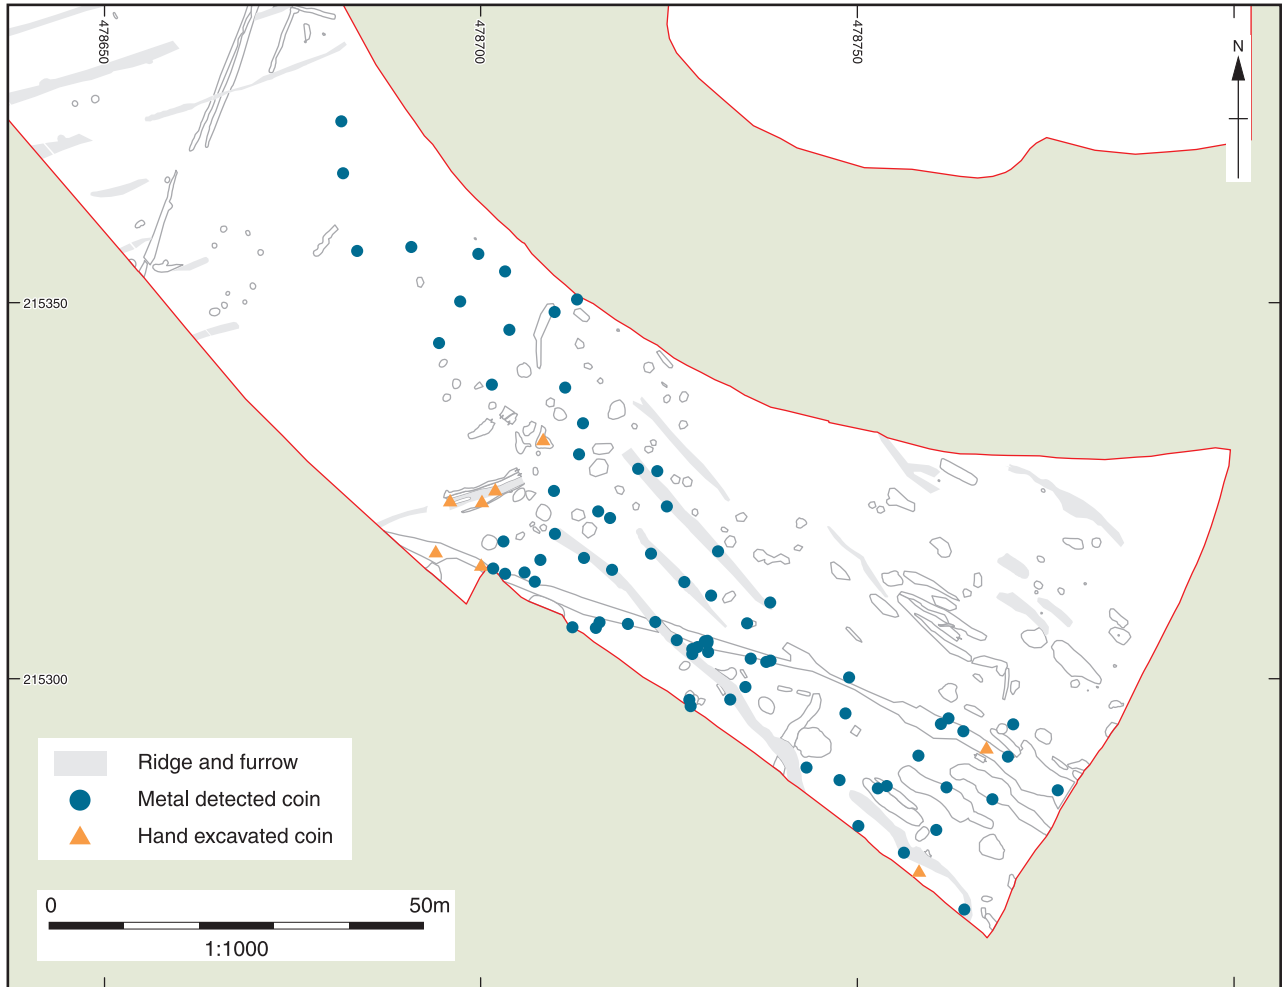 478650
478700
478750
N
215350
215300
Ridge and furrow
Metal detected coin
Hand excavated coin
0 50m
1:1000